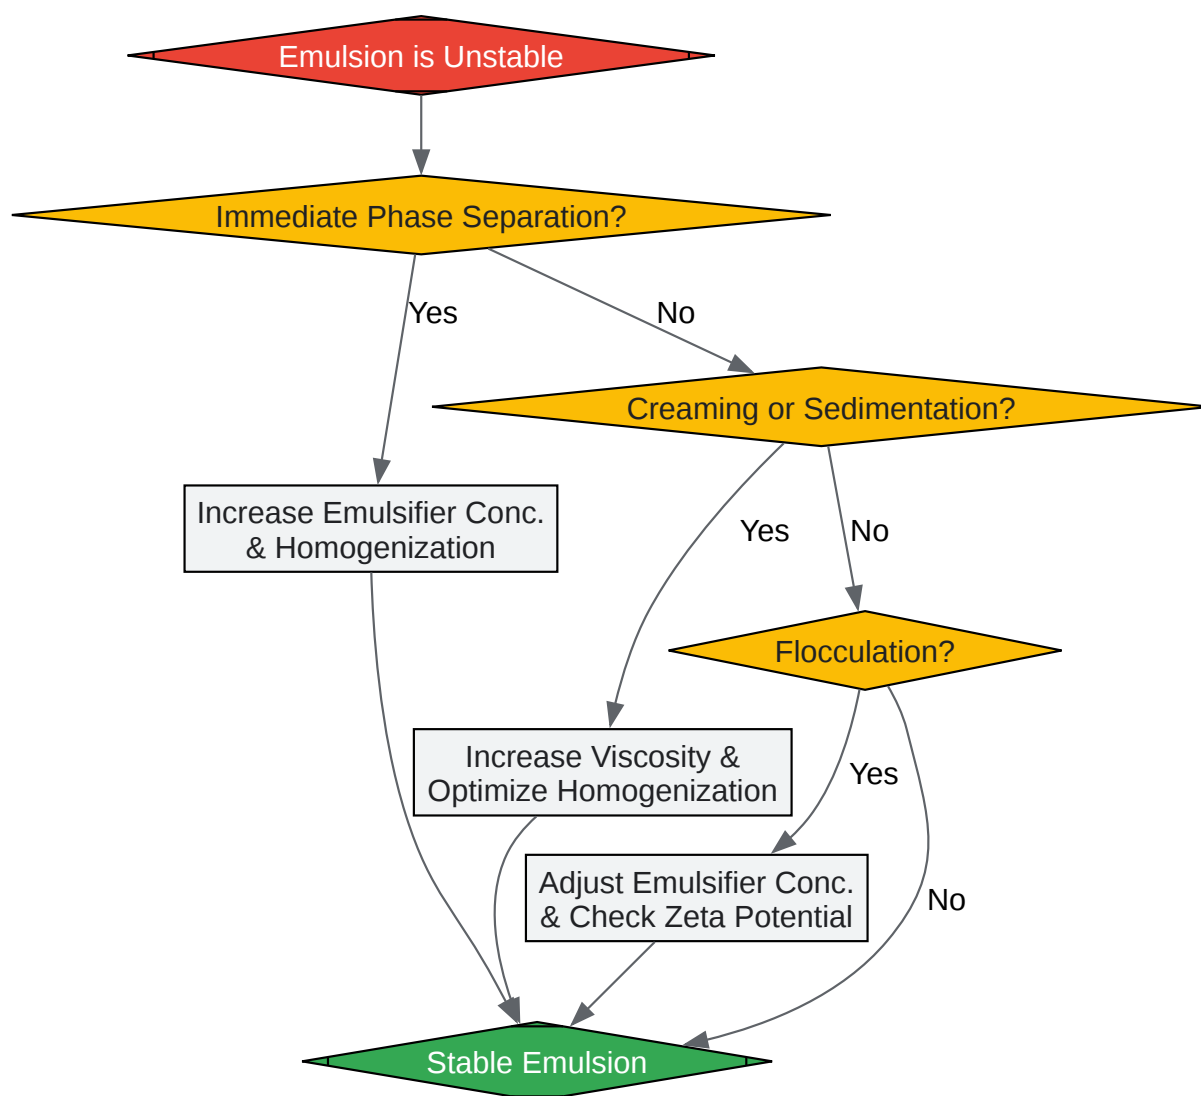 Emulsion is Unstable
Immediate Phase Separation?
Yes
No
Creaming or Sedimentation?
Increase Emulsifier Conc.
& Homogenization
Yes
No
Flocculation?
Increase Viscosity &
Optimize Homogenization
Yes
Adjust Emulsifier Conc.
& Check Zeta Potential
No
Stable Emulsion